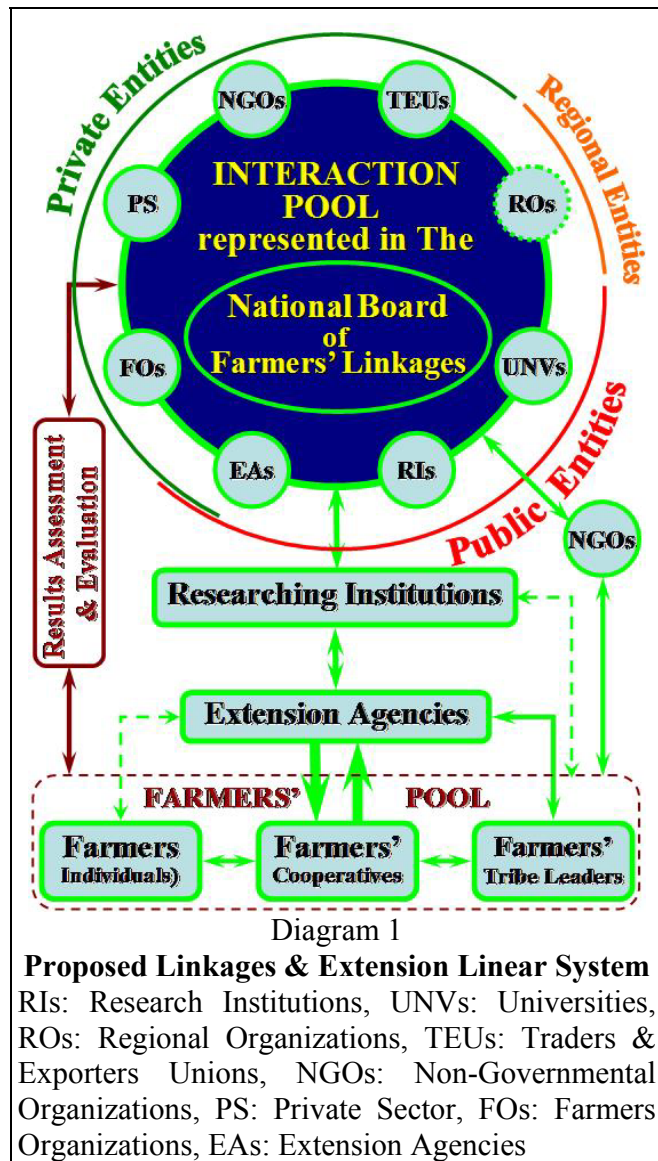 Private Entities
Regional Entities
NGOs
TEUs
PS
ROs
INTERACTION
POOL
represented in The
National Board
of
Farmers' Linkages
FOs
UNVs
EAs
RIs
Public Entities
NGOs
Results Assessment
& Evaluation
Researching Institutions
Extension Agencies
FARMERS' POOL
Farmers
Individuals)
Farmers'
Cooperatives
Farmers'
Tribe Leaders
Diagram 1
Proposed Linkages & Extension Linear System
RIs: Research Institutions, UNVs: Universities,
ROs: Regional Organizations, TEUs: Traders &
Exporters Unions, NGOs: Non-Governmental
Organizations, PS: Private Sector, FOs: Farmers
Organizations, EAs: Extension Agencies